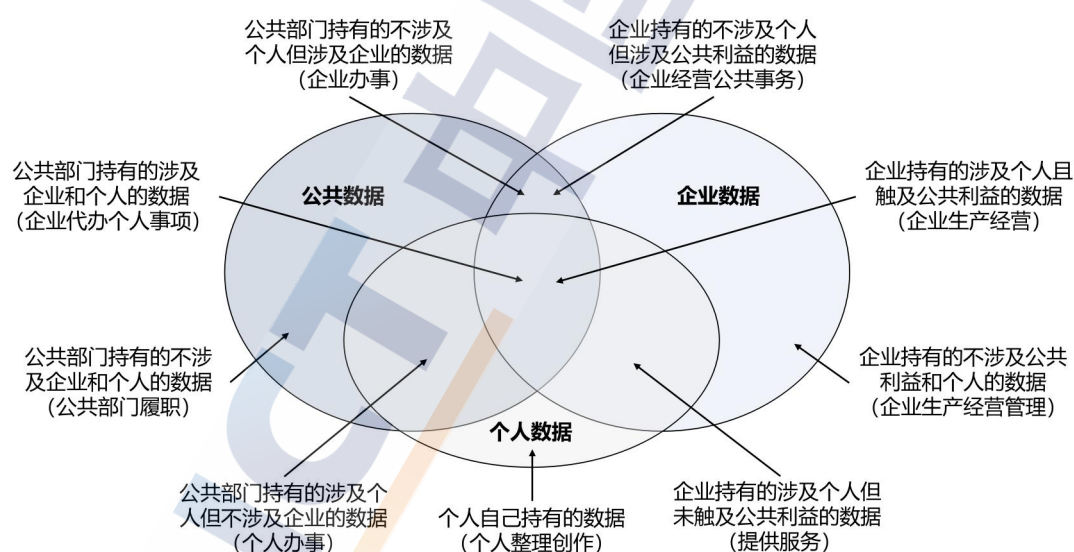 公共部门持有的不涉及
个人但涉及企业的数据
（企业办事）
企业持有的不涉及个人
但涉及公共利益的数据
（企业经营公共事务）
公共部门持有的涉及
企业和个人的数据
（企业代办个人事项）
公共数据
企业数据
企业持有的涉及个人且
触及公共利益的数据
（企业生产经营）
公共部门持有的不涉
及企业和个人的数据
（公共部门履职）
企业持有的不涉及公共
利益和个人的数据
（企业生产经营管理）
个人数据
公共部门持有的涉及个
人但不涉及企业的数据
（个人办事）
个人自己持有的数据
（个人整理创作）
企业持有的涉及个人但
未触及公共利益的数据
（提供服务）
ICT 中